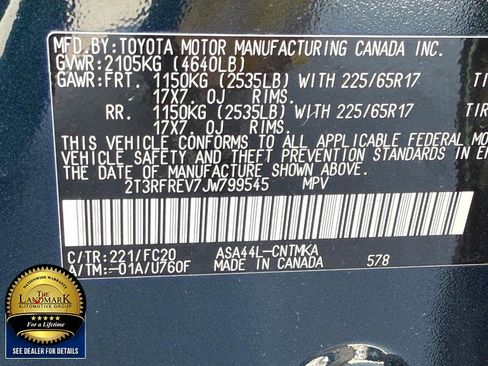 MFD.BY:TOYOTA MOTOR MANUFACTURING CANADA INC.
GVWR:2105KG (4640LB)
GAWR:FRT. 1150KG (2535LB) WITH 225/65R17 TI
17X7. 0J RIMS.
RR. 1150KG (2535LB) WITH 225/65R17 TIR
17X7. 0J RIMS.
THIS VEHICLE CONFORMS TO ALL APPLICABLE FEDERAL MO
VEHICLE SAFETY AND THEFT PREVENTION STANDARDS IN E
THE DATE OF MANUFACTURE SHOWN ABOVE.
2T3RFREV7JW799545 MPV
C/TR:221/FC20 ASA44L-CNTMKA
A/TM:-01A/U760F MADE IN CANADA 578
THE
LANDMARK
AUTOMOTIVE GROUP
For a Lifetime
SEE DEALER FOR DETAILS